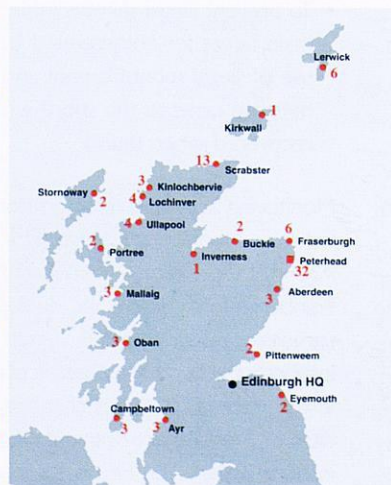 Lerwick
6
1
Kirkwall
13
Scrabster
3
Kinlochbervie
Stornoway
2
4
Lochinver
4
Ullapool
2
Buckie
6
Fraserburgh
2
Portree
Inverness
1
Peterhead
32
Mallaig
3
Aberdeen
3
3
Oban
2
Pittenweem
Edinburgh HQ
Eyemouth
2
Campbeltown
3
3
Ayr